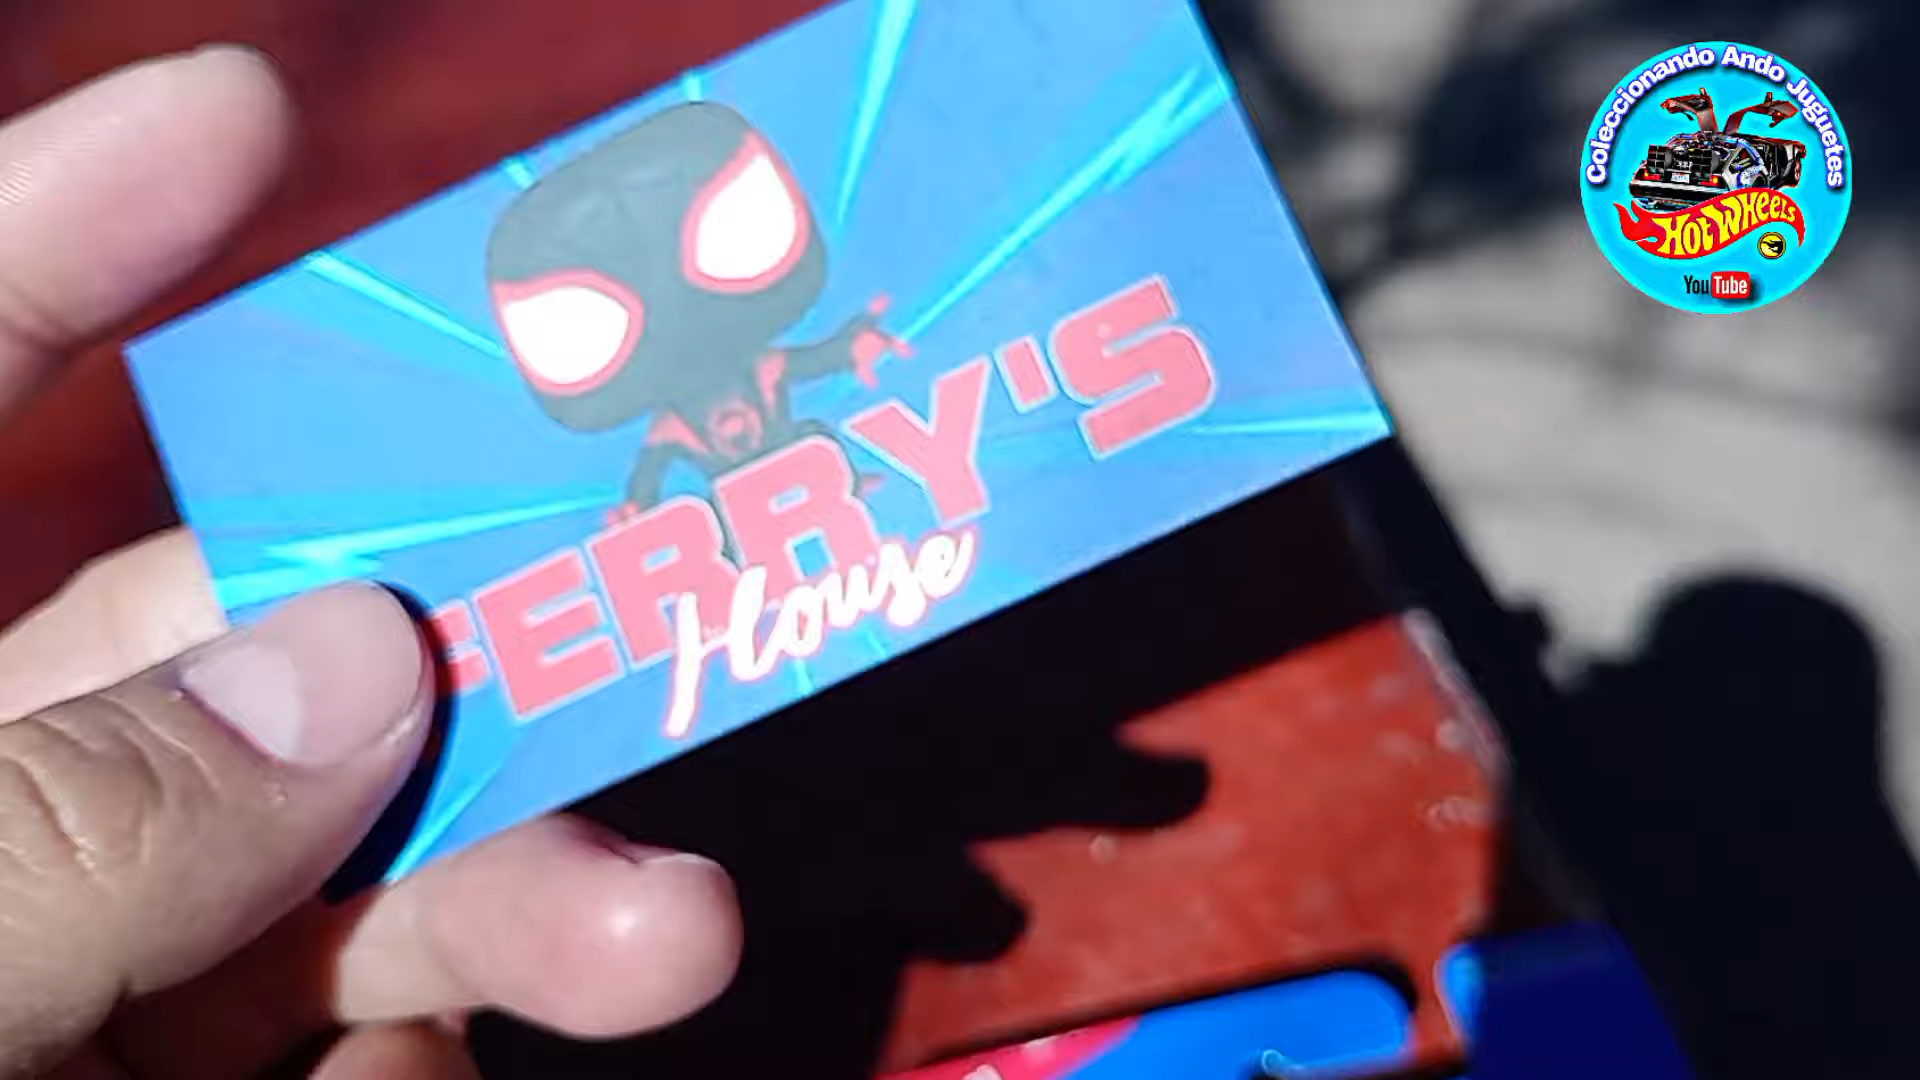 Coleccionando Ando Juguetes
Hot Wheels
YouTube
ERRY'S
House